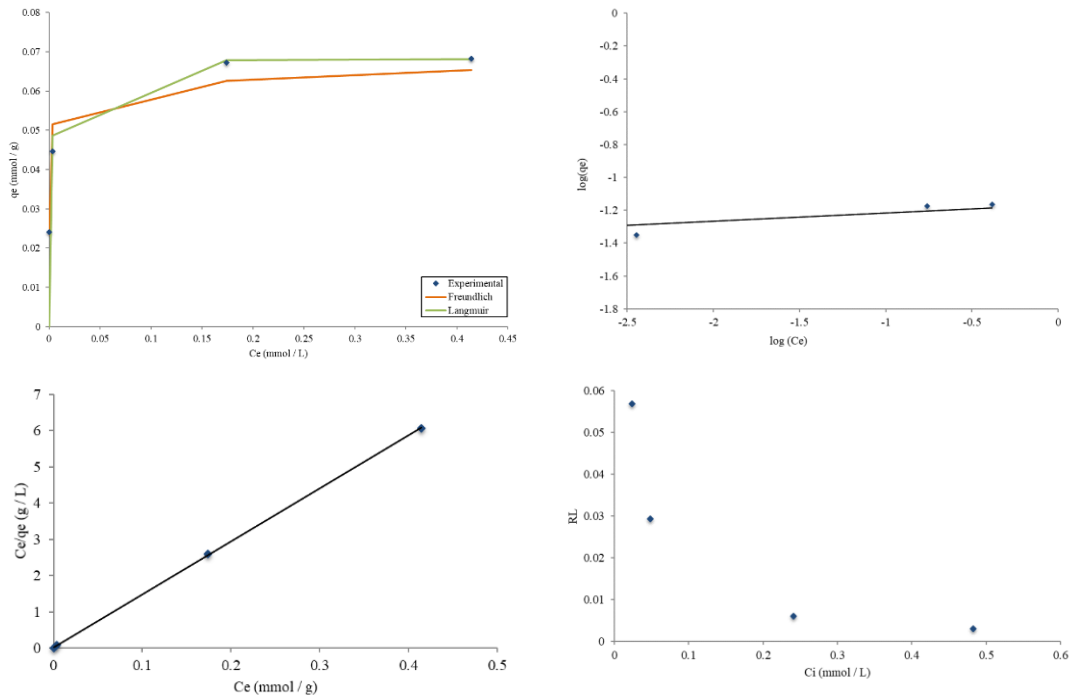 0.08
0.07
0.06
0.05
0.04
0.03
0.02
0.01
0
qe (mmol / g)
0 0.05 0.1 0.15 0.2 0.25 0.3 0.35 0.4 0.45
Ce (mmol / L)
Experimental
Freundlich
Langmuir
0
-0.2
-0.4
-0.6
-0.8
-1
-1.2
-1.4
-1.6
-1.8
log(qe)
-2.5 -2 -1.5 -1 -0.5 0
log (Ce)
7
6
5
4
3
2
1
0
Ce/qe (g / L)
0 0.1 0.2 0.3 0.4 0.5
Ce (mmol / g)
0.06
0.05
0.04
0.03
0.02
0.01
0
RL
0 0.1 0.2 0.3 0.4 0.5 0.6
Ci (mmol / L)